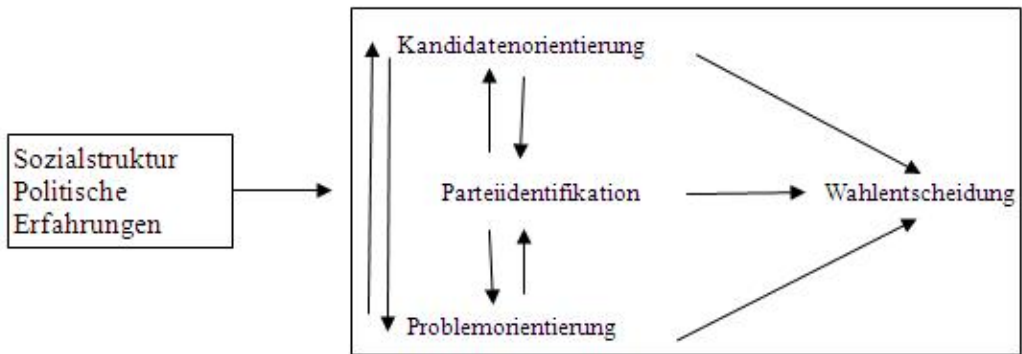 Kandidatenorientierung
Sozialstruktur
Politische
Erfahrungen
Parteiidentifikation
Wahlentscheidung
Problemorientierung